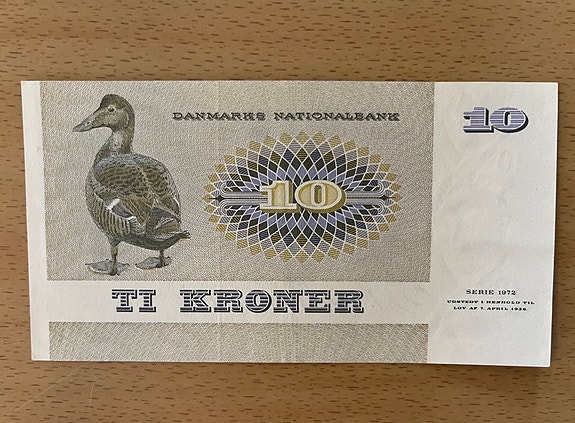 DANMARKS NATIONALBANK
10
10
TI KRONER
SERIE 1972
UDSTEDT I HENHOLD TIL
LOV AF 7. APRIL 1936